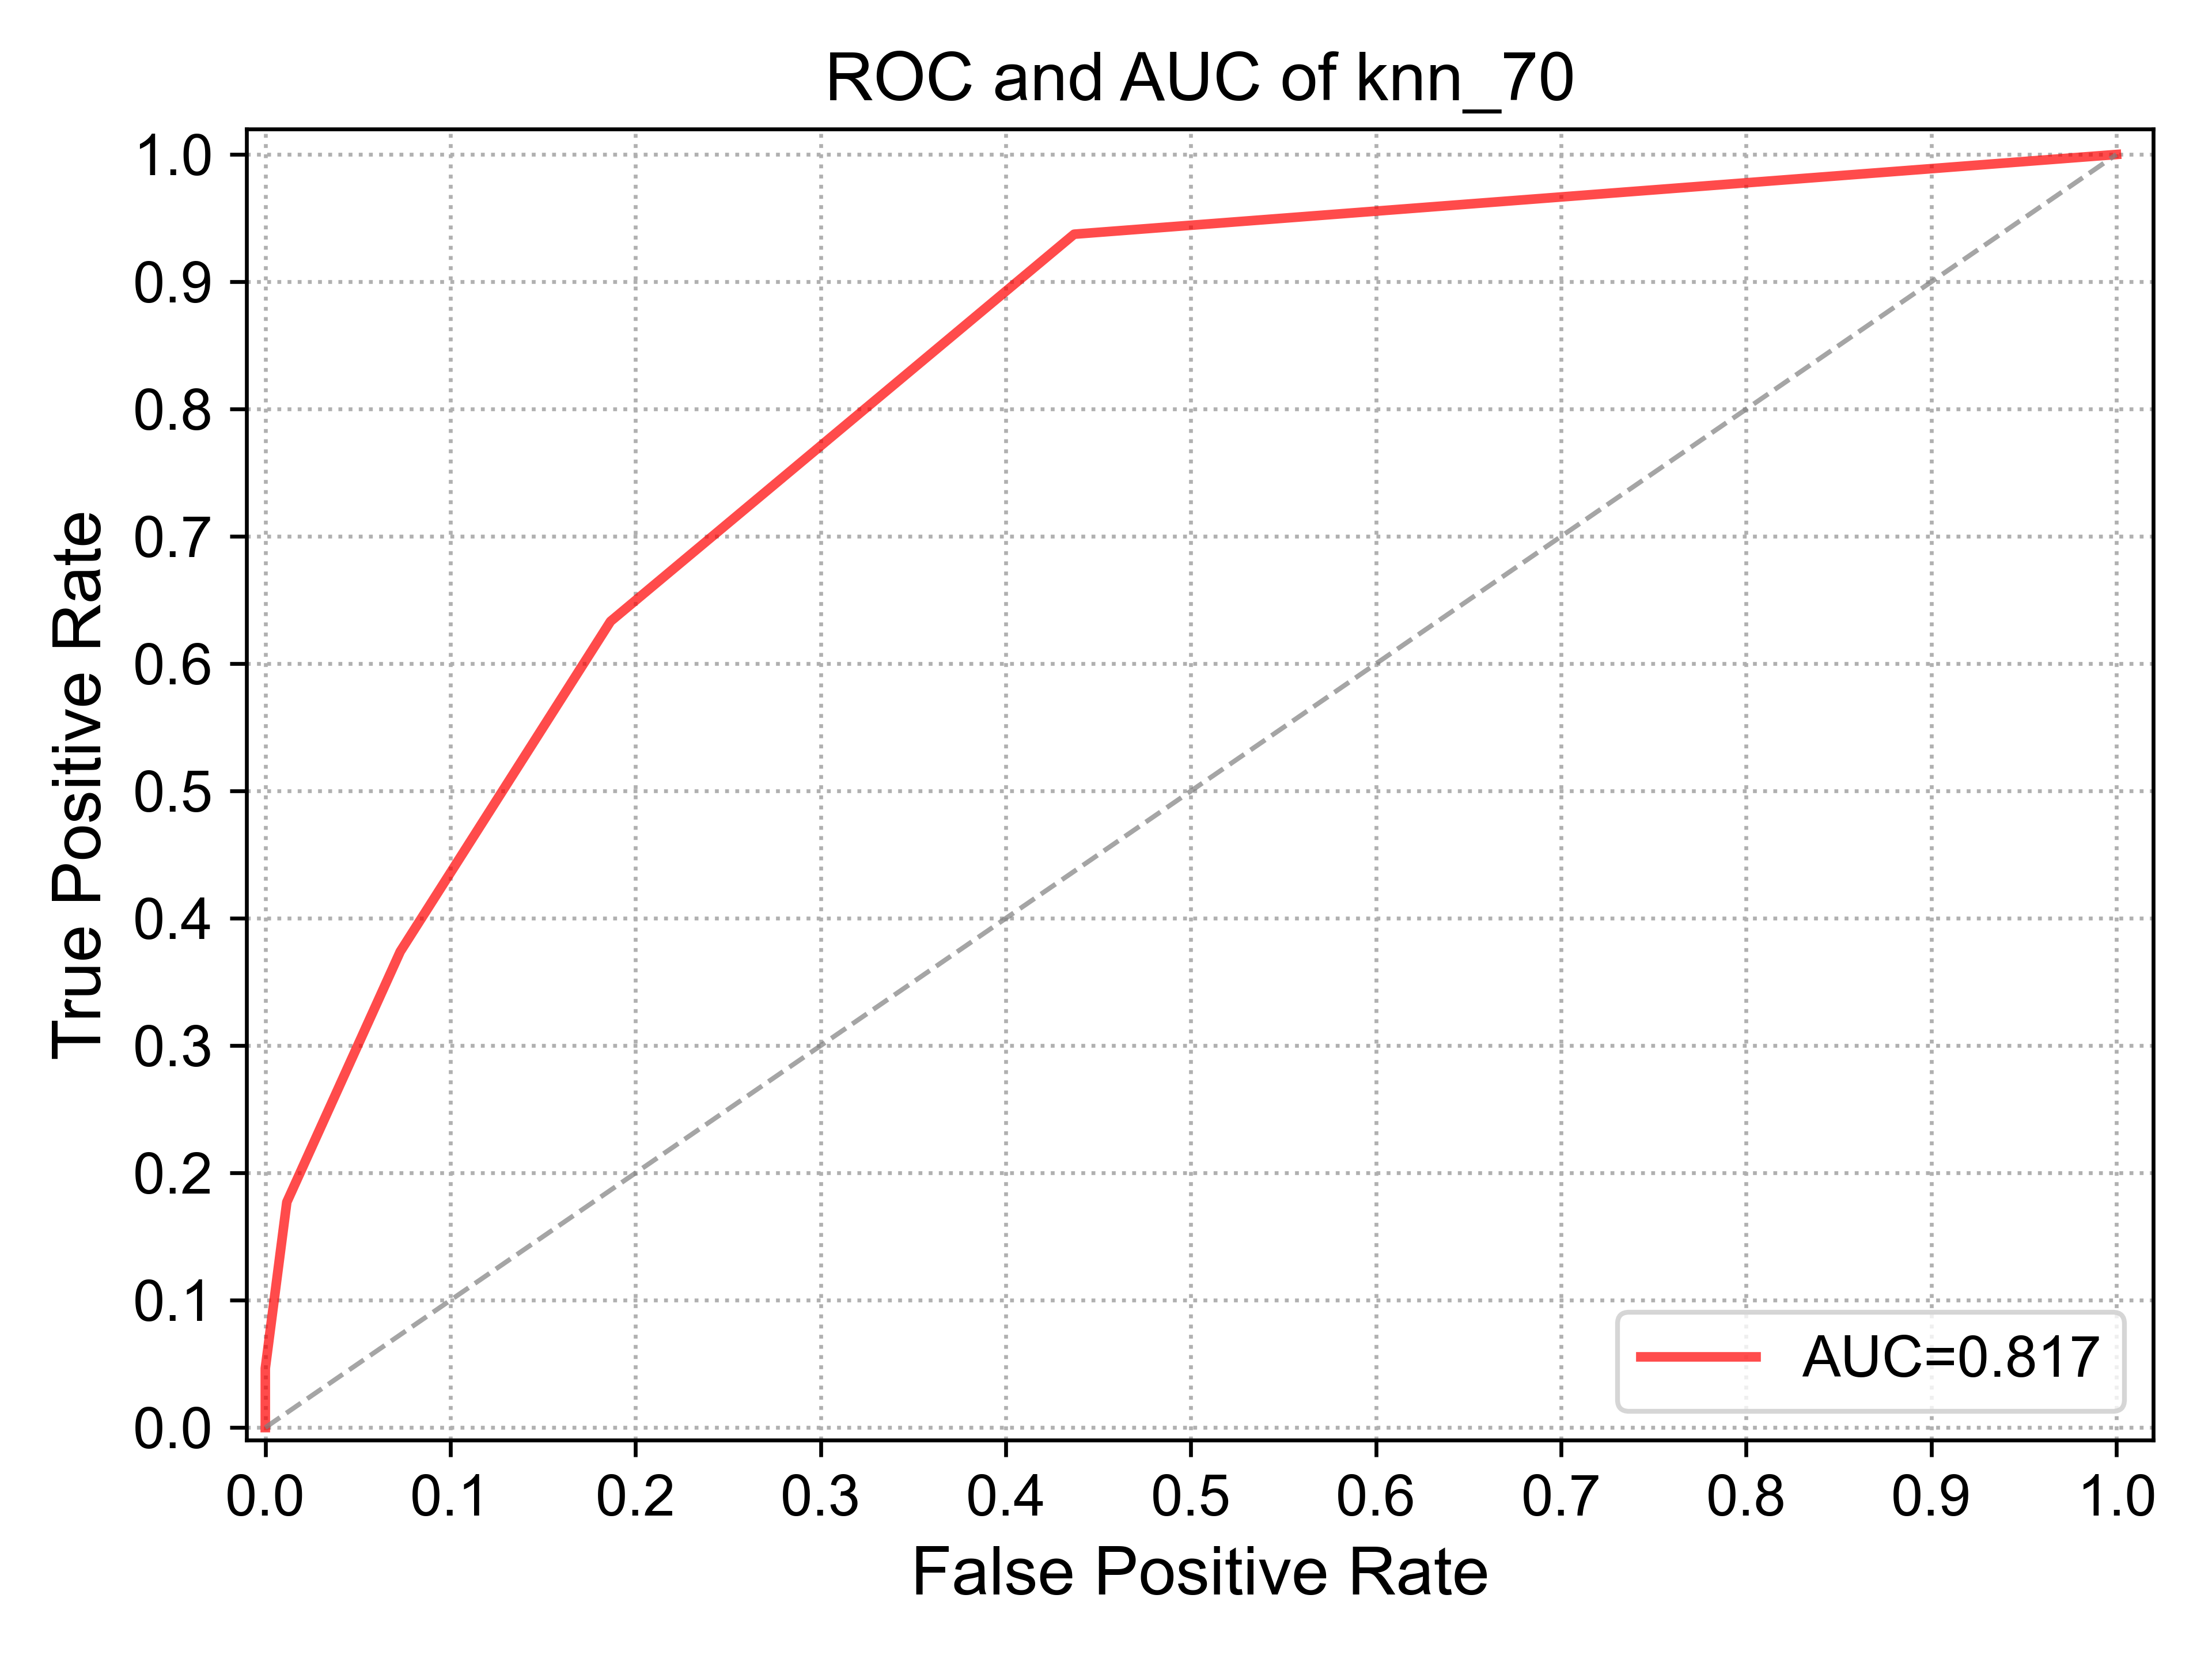 ROC and AUC of knn_70
True Positive Rate
1.0
0.9
0.8
0.7
0.6
0.5
0.4
0.3
0.2
0.1
0.0
AUC=0.817
0.0 0.1 0.2 0.3 0.4 0.5 0.6 0.7 0.8 0.9 1.0
False Positive Rate